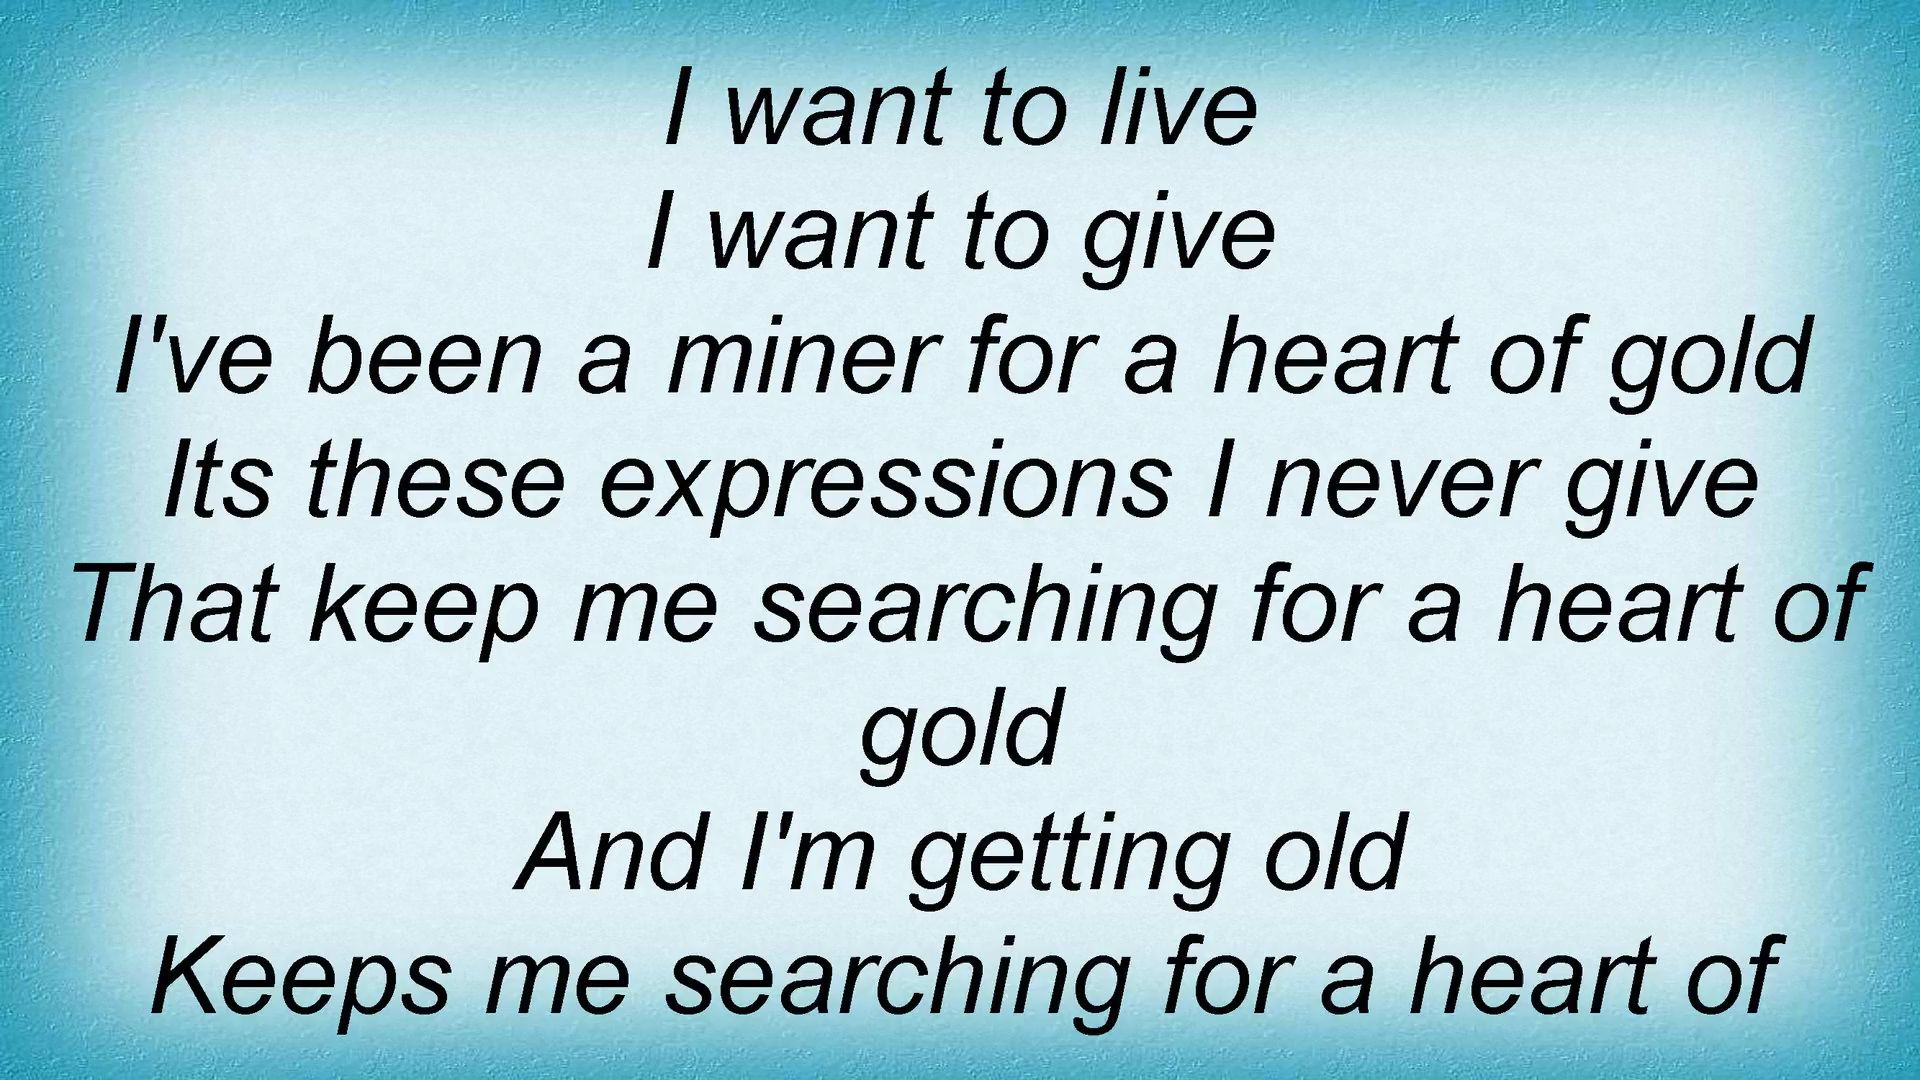 I want to live
I want to give
I've been a miner for a heart of gold
Its these expressions I never give
That keep me searching for a heart of
gold
And I'm getting old
Keeps me searching for a heart of